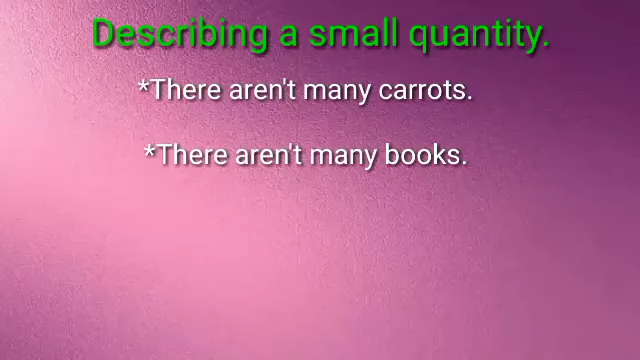 Describing a small quantity.
*There aren't many carrots.
*There aren't many books.